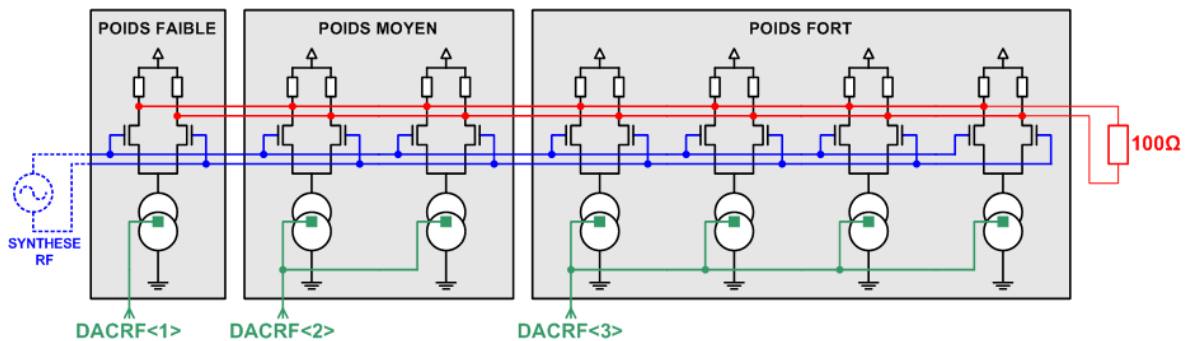 POIDS FAIBLE
POIDS MOYEN
POIDS FORT
100Ω
SYNTHESE
RF
DACRF<1>
DACRF<2>
DACRF<3>